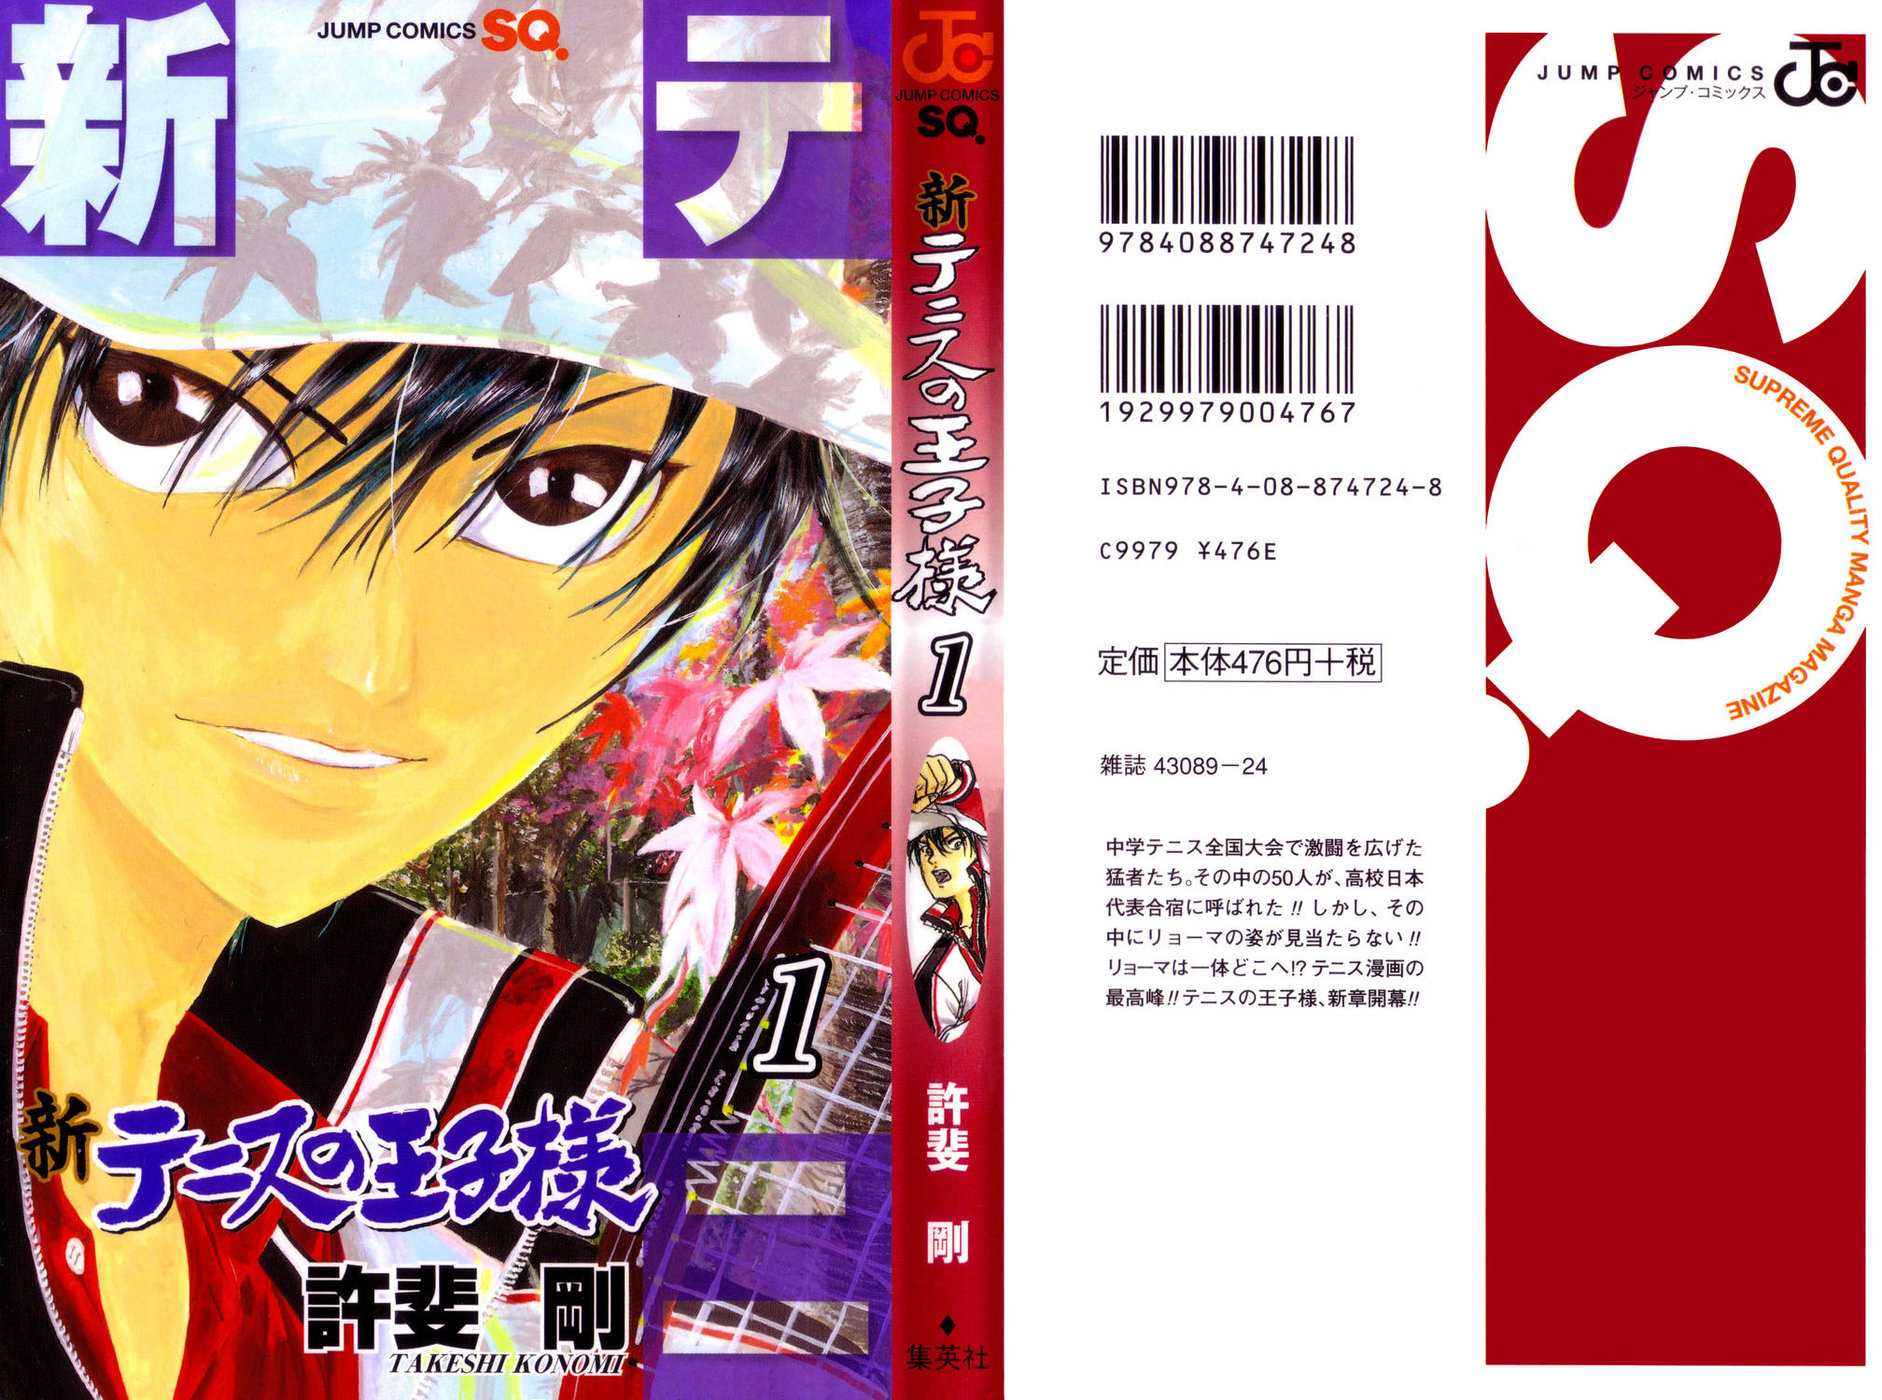 JUMP COMICS SQ.
新
テ
ニ
1
新テニスの王子様
許斐 剛
TAKESHI KONOMI
JC
JUMP COMICS
SQ.
新テニスの王子様
1
許斐 剛
集英社
9784088747248
1929979004767
ISBN978-4-08-874724-8
C9979 ¥476E
定価 本体476円+税
雑誌 43089-24
中学テニス全国大会で激闘を広げた
猛者たち。その中の50人が、高校日本
代表合宿に呼ばれた!! しかし、その
中にリョーマの姿が見当たらない!!
リョーマは一体どこへ!? テニス漫画の
最高峰!! テニスの王子様、新章開幕!!
JUMP COMICS
ジャンプ・コミックス
JC
SQ.
SUPREME QUALITY MANGA MAGAZINE